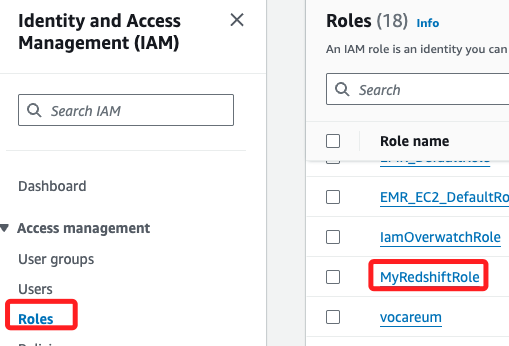 Identity and Access
Management (IAM)
Search IAM
Dashboard
Access management
User groups
Users
Roles
Roles (18) Info
An IAM role is an identity you can
Search
Role name
EMR_DefaultRole
EMR_EC2_DefaultRo
IamOverwatchRole
MyRedshiftRole
vocareum